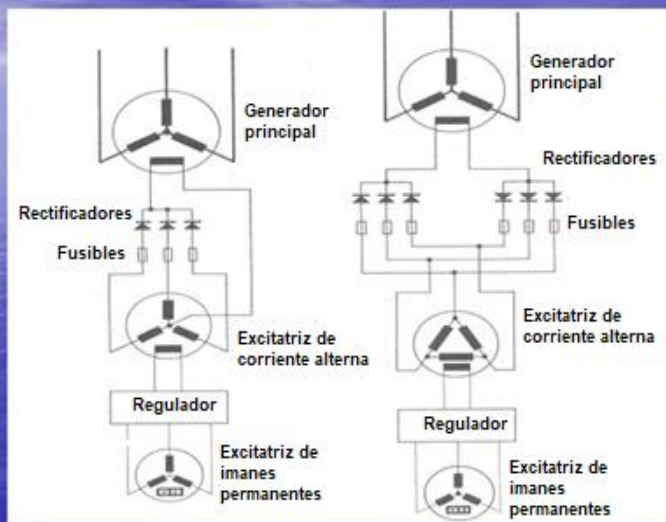 Generador
principal
Rectificadores
Fusibles
Excitatriz de
corriente alterna
Regulador
Excitatriz de
imanes
permanentes
Generador
principal
Rectificadores
Fusibles
Excitatriz de
corriente alterna
Regulador
Excitatriz de
imanes
permanentes